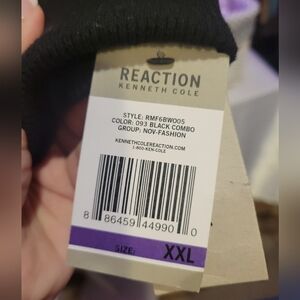 REACTION
KENNETH COLE
STYLE: RMF6BW005
COLOR: 093 BLACK COMBO
GROUP: NOV-FASHION
KENNETHCOLEREACTION.COM
1-800-KEN-COLE
8 86459 44990 0
SIZE: XXL